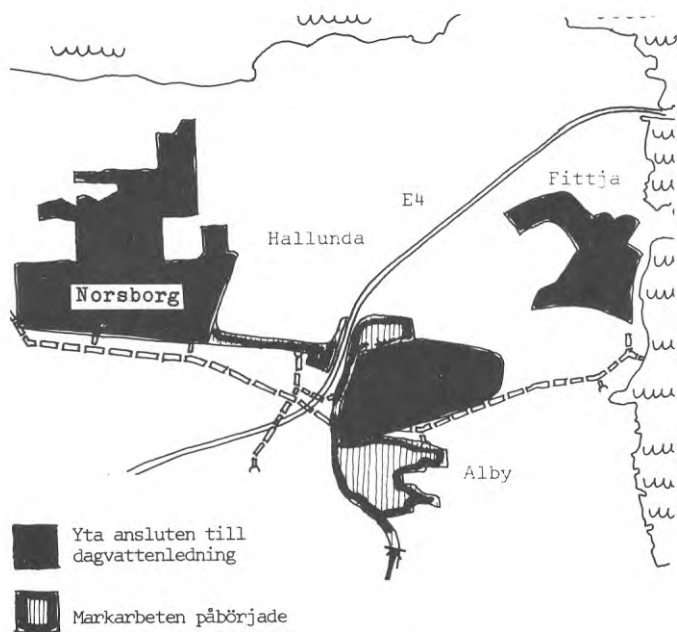 Fittja
E4
Hallunda
Norsborg
Alby
Yta ansluten till
dagvattenledning
Markarbeten påbörjade